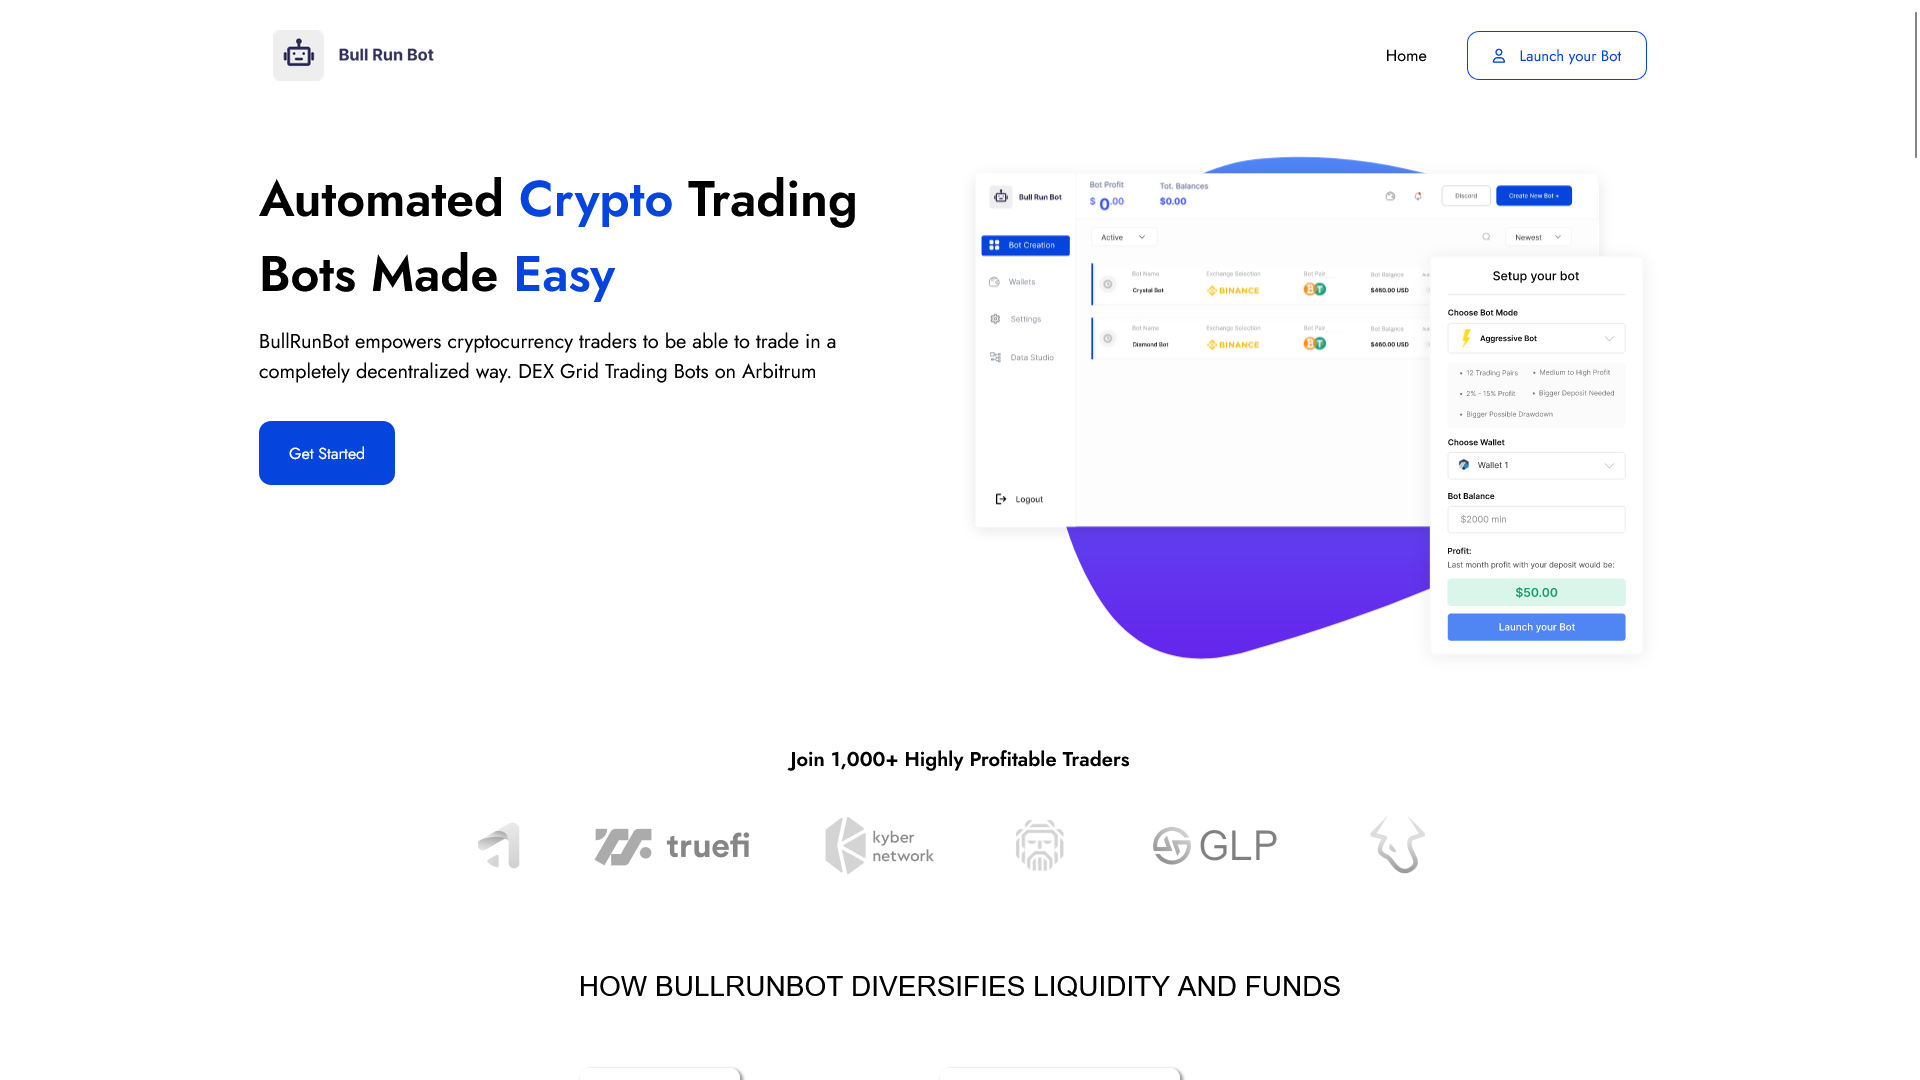 Bull Run Bot
Home
Launch your Bot
Automated Crypto Trading
Bots Made Easy
BullRunBot empowers cryptocurrency traders to be able to trade in a
completely decentralized way. DEX Grid Trading Bots on Arbitrum
Get Started
Bull Run Bot
Bot Profit
$ 0.00
Tot. Balances
$0.00
Discord
Create New Bot +
Bot Creation
Wallets
Settings
Data Studio
Logout
Active
Newest
Bot Name
Exchange Selection
Bot Pair
Bot Balance
Crystal Bot
BINANCE
$460.00 USD
Bot Name
Exchange Selection
Bot Pair
Bot Balance
Diamond Bot
BINANCE
$460.00 USD
Setup your bot
Choose Bot Mode
Aggressive Bot
• 12 Trading Pairs
• Medium to High Profit
• 2% - 15% Profit
• Bigger Deposit Needed
• Bigger Possible Drawdown
Choose Wallet
Wallet 1
Bot Balance
$2000 min
Profit:
Last month profit with your deposit would be:
$50.00
Launch your Bot
Join 1,000+ Highly Profitable Traders
truefi
kyber
network
GLP
HOW BULLRUNBOT DIVERSIFIES LIQUIDITY AND FUNDS